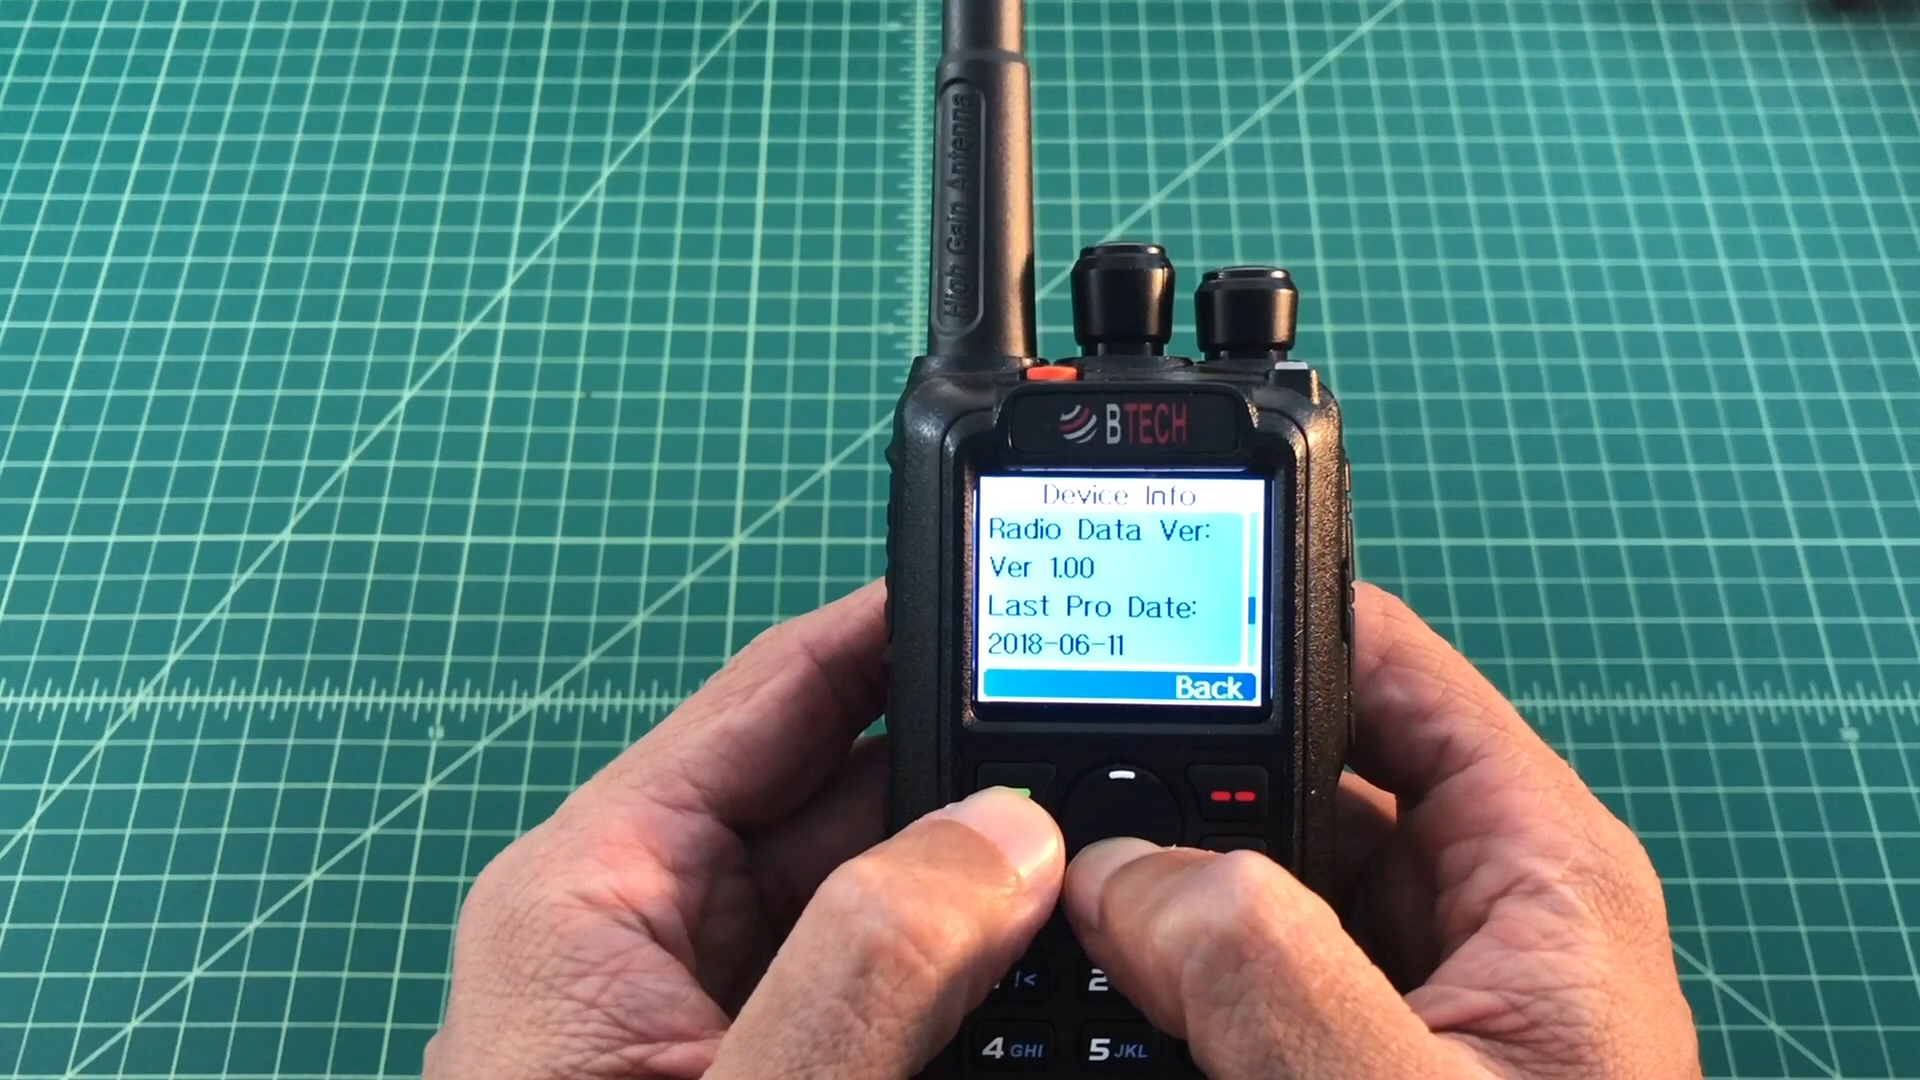 High Gain Antenna
BTECH
Device Info
Radio Data Ver:
Ver 1.00
Last Pro Date:
2018-06-11
Back
!<
2
4 GHI
5 JKL